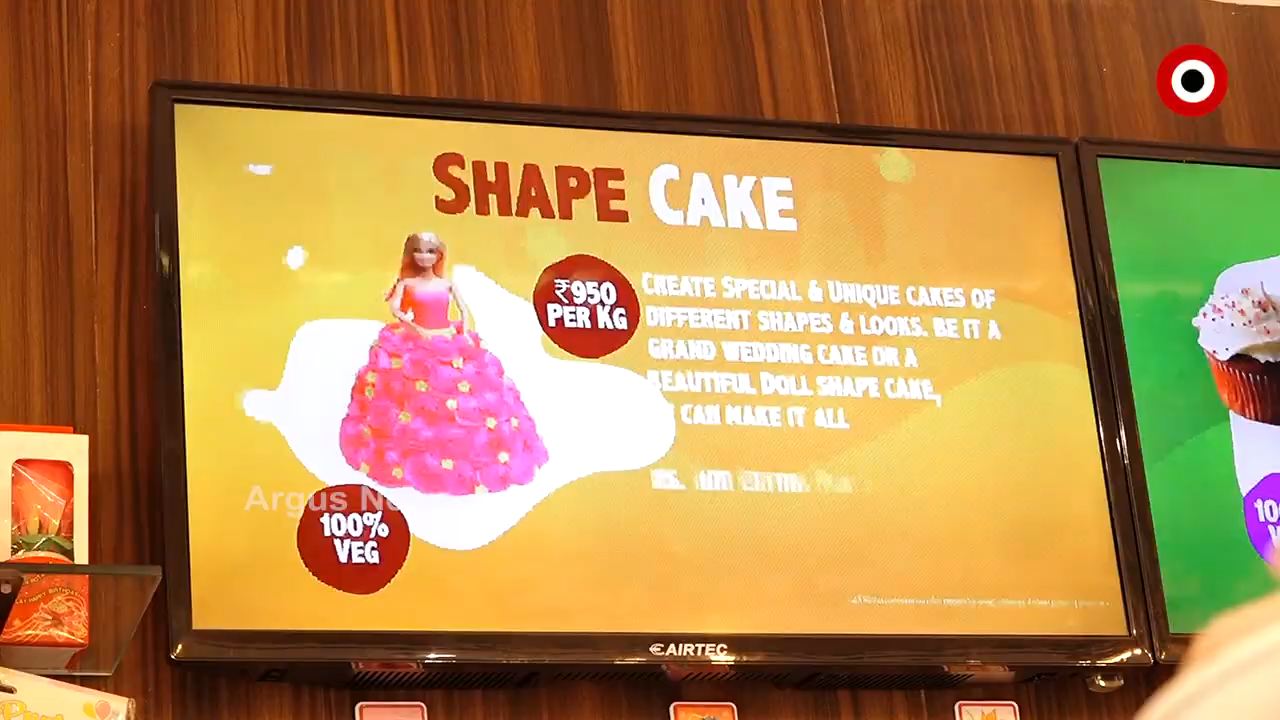 SHAPE CAKE
₹950
PER KG
CREATE SPECIAL & UNIQUE CAKES OF
DIFFERENT SHAPES & LOOKS. BE IT A
GRAND WEDDING CAKE OR A
BEAUTIFUL DOLL SHAPE CAKE,
CAN MAKE IT ALL
Argus
100%
VEG
AIRTEC